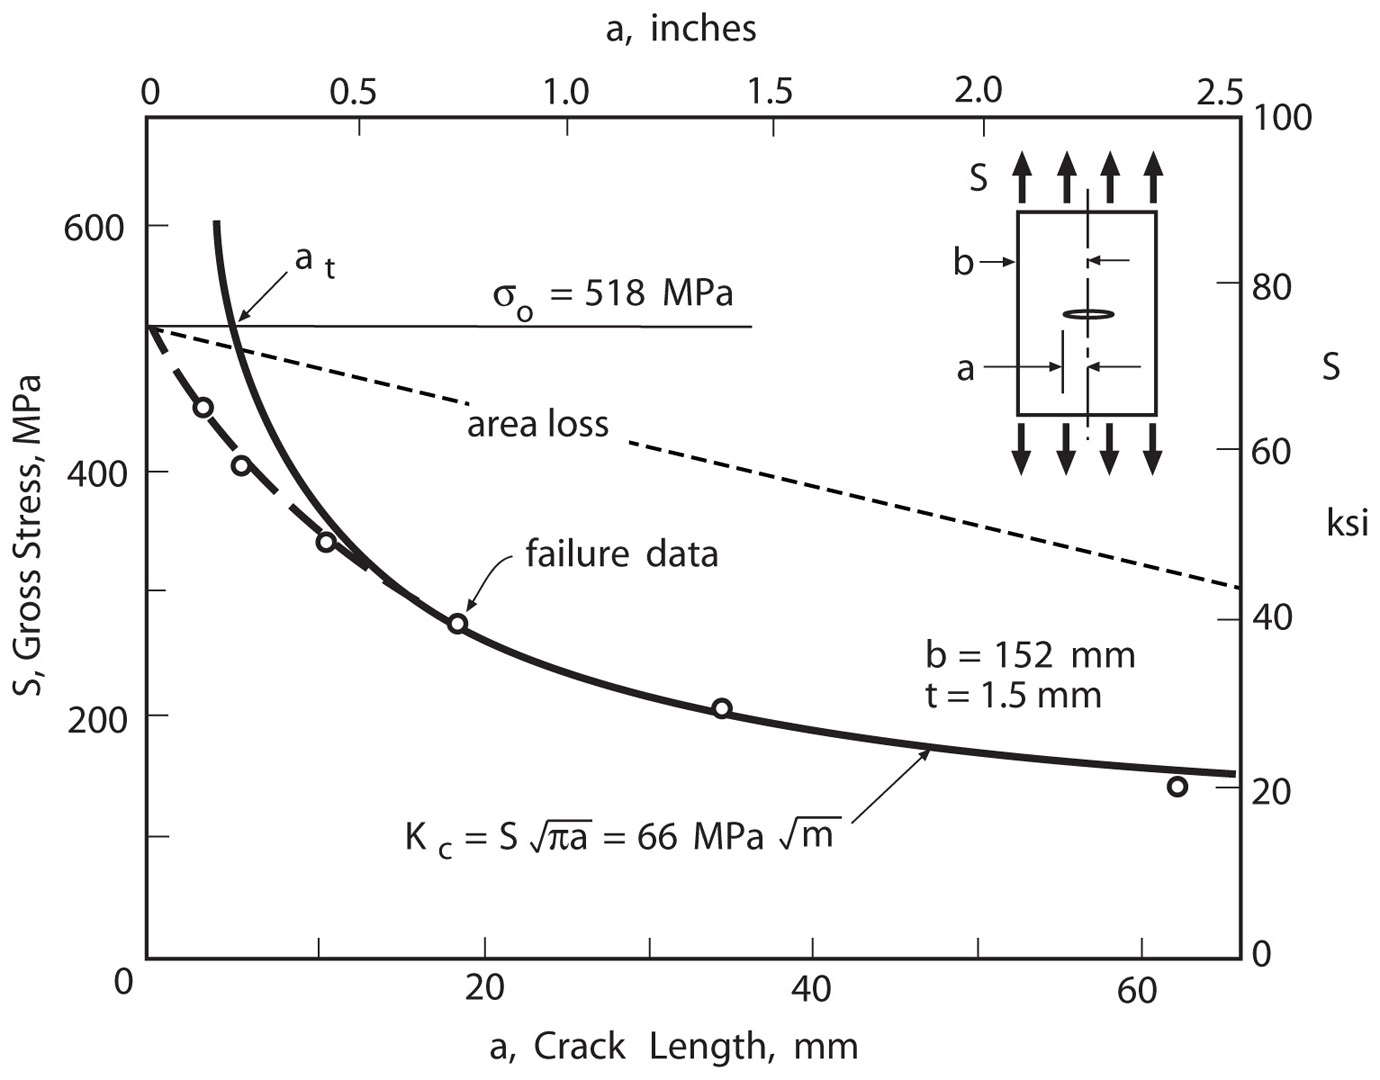 a, inches
0 0.5 1.0 1.5 2.0 2.5
100
S
600
a t
σo = 518 MPa
b
80
a
S
area loss
60
400
ksi
S, Gross Stress, MPa
failure data
40
b = 152 mm
t = 1.5 mm
200
20
K c = S √πa = 66 MPa √m
0
0 20 40 60
a, Crack Length, mm